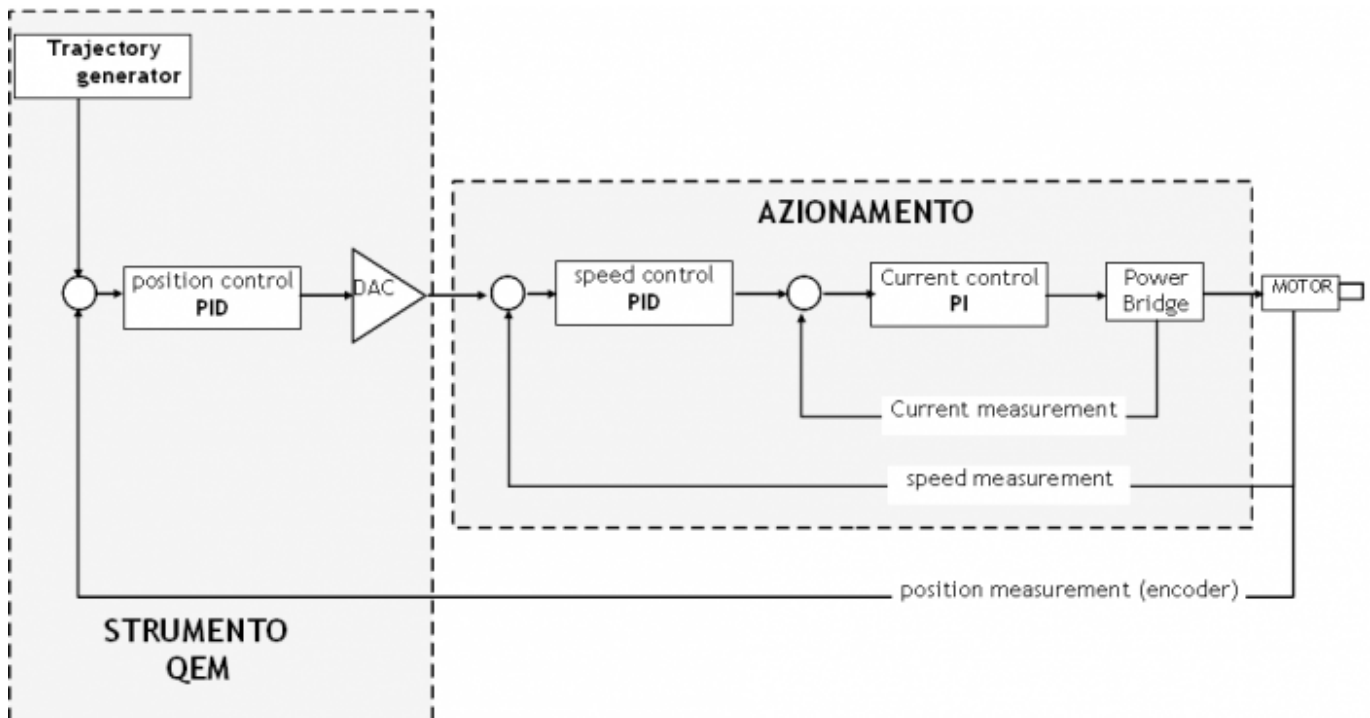 Trajectory
generator
AZIONAMENTO
position control
PID
DAC
speed control
PID
Current control
PI
Power
Bridge
MOTOR
Current measurement
speed measurement
position measurement (encoder)
STRUMENTO
QEM